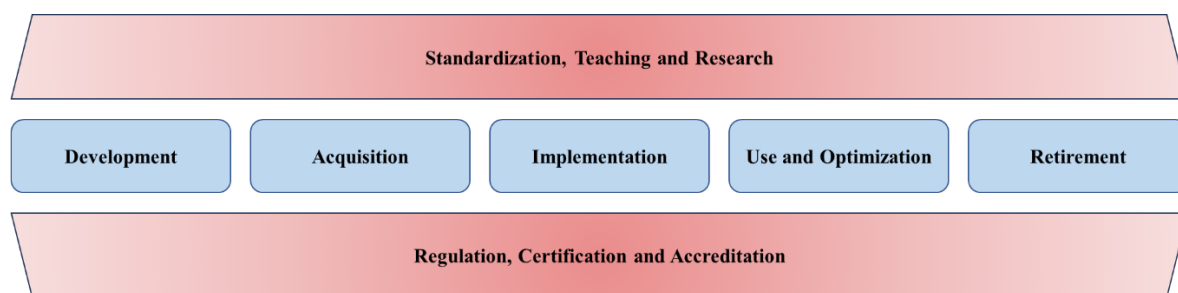 Standardization, Teaching and Research
Development
Acquisition
Implementation
Use and Optimization
Retirement
Regulation, Certification and Accreditation